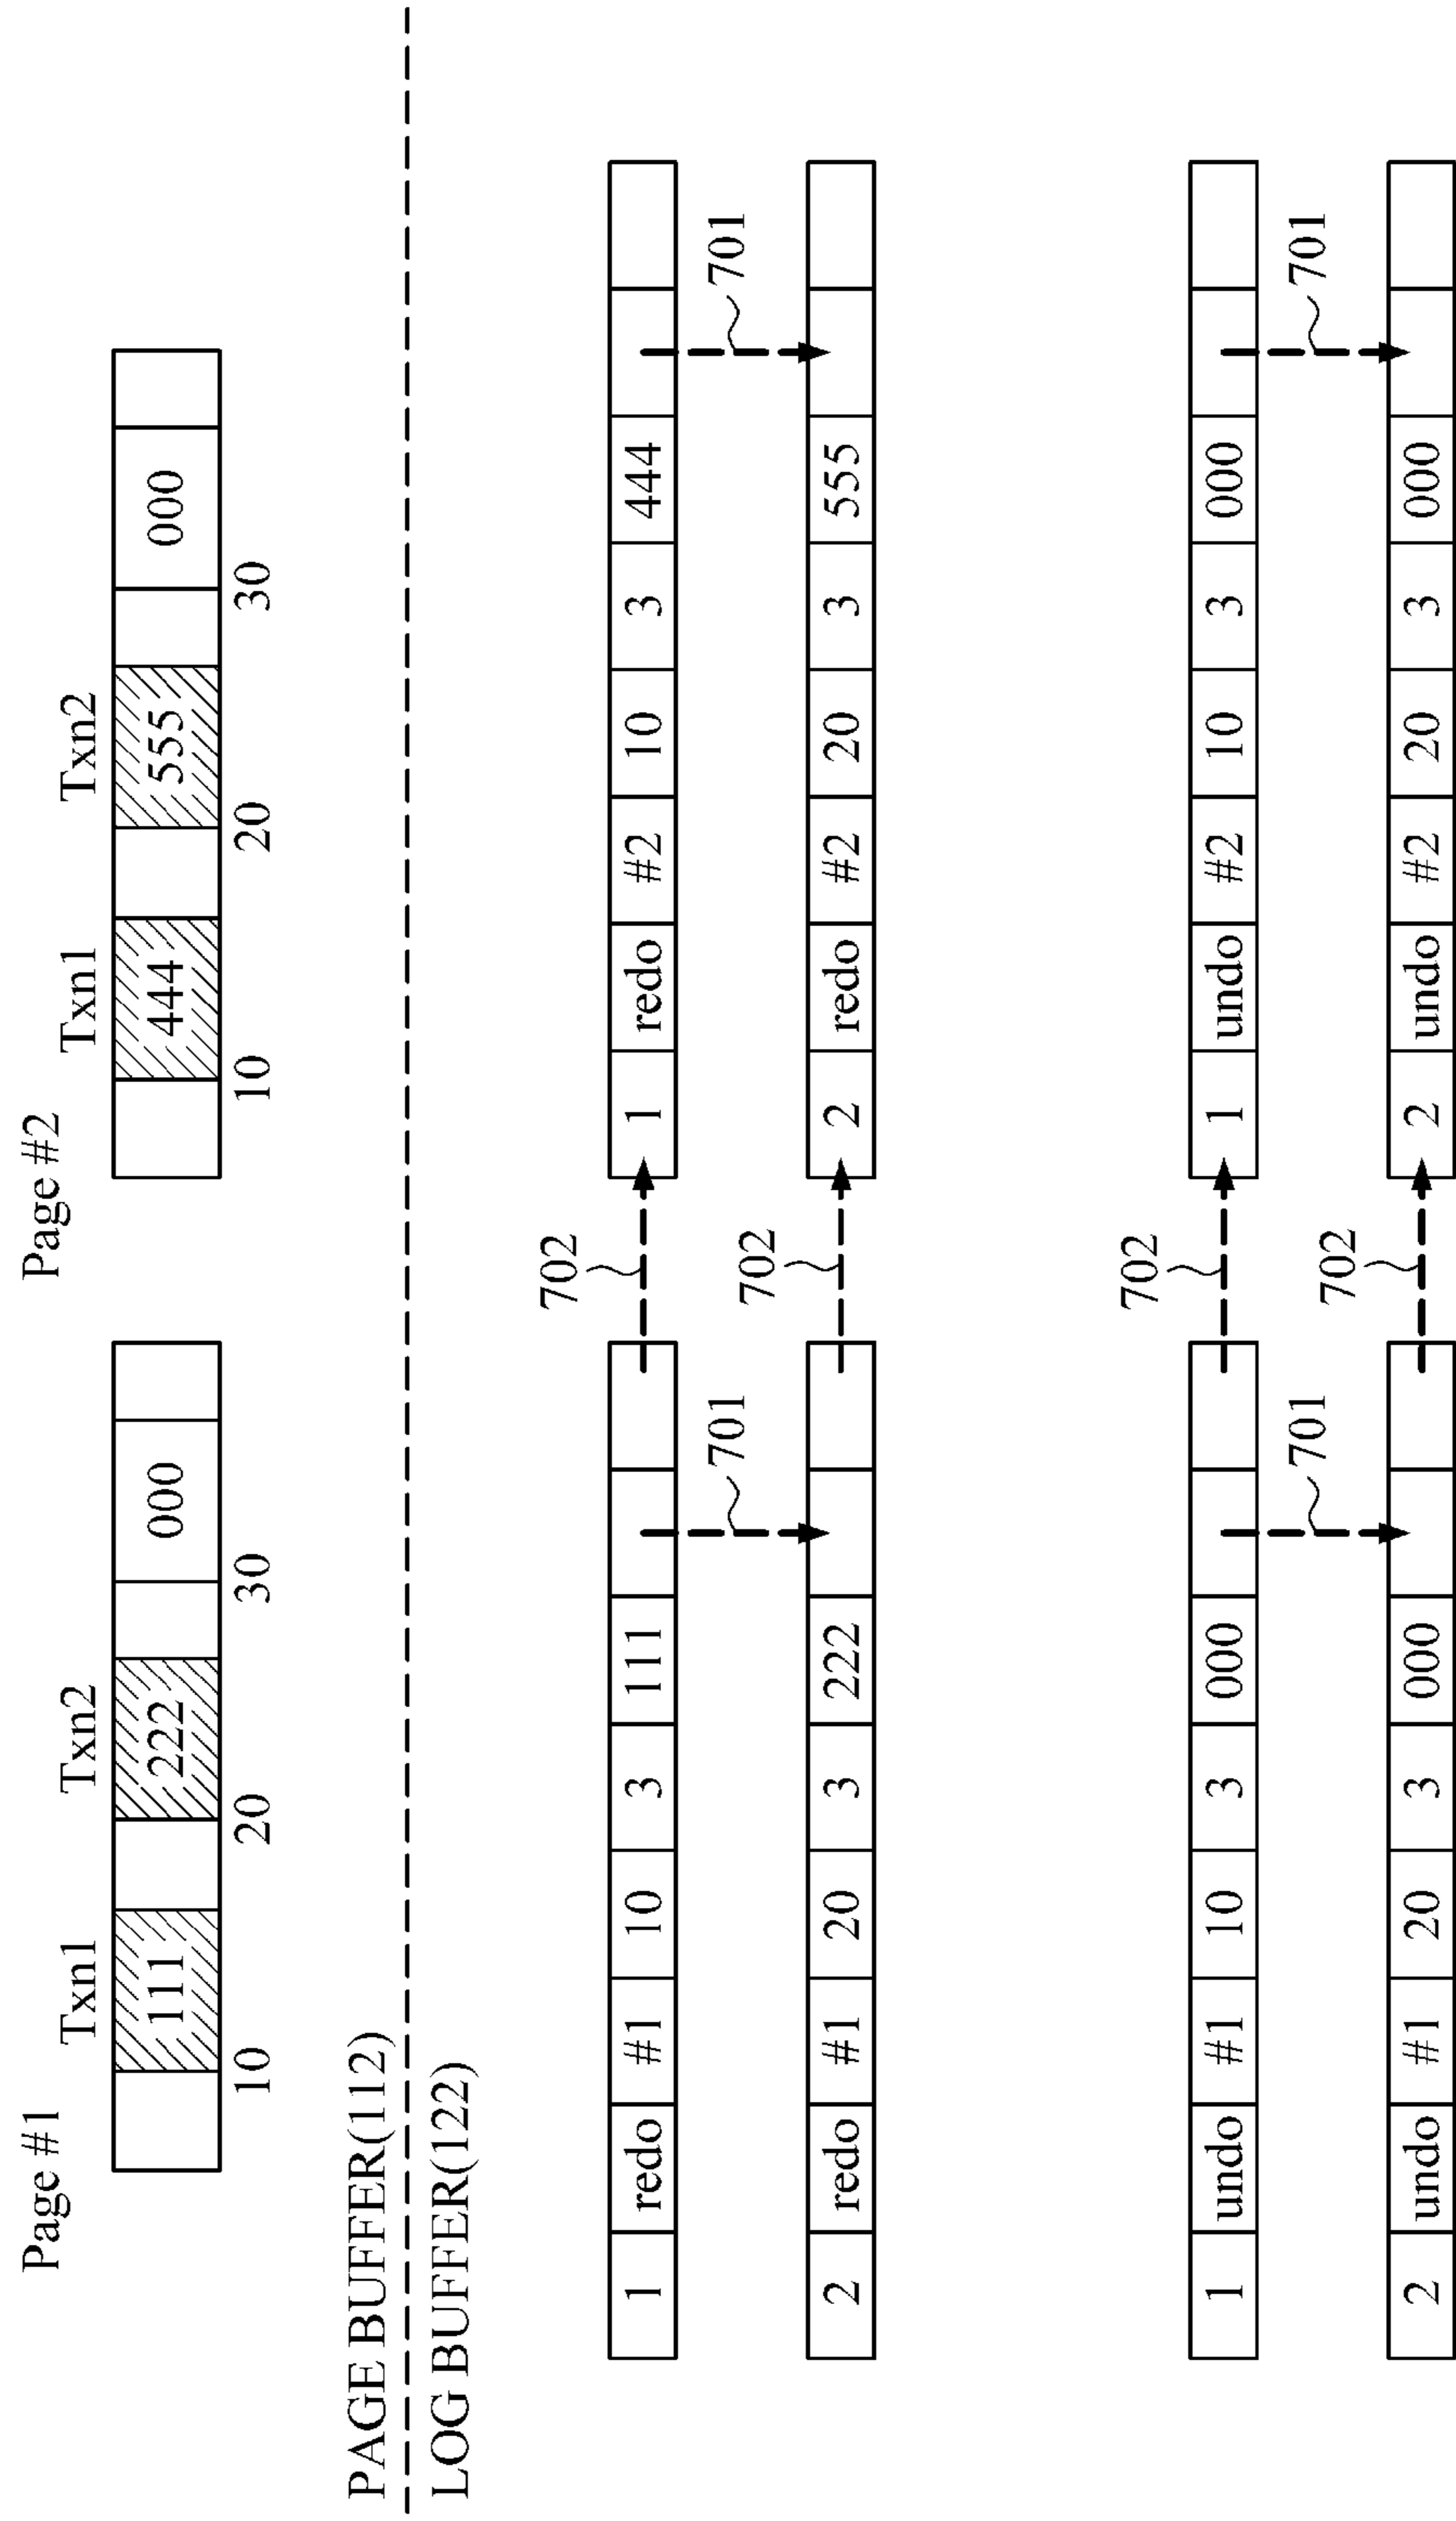 Page #1 Page #2
Txn1 Txn2 Txn1 Txn2
111 222 000 444 555 000
10 20 30 10 20 30
PAGE BUFFER(112)
LOG BUFFER(122)
702
1 redo #1 10 3 111 1 redo #2 10 3 444
701 701
702
2 redo #1 20 3 222 2 redo #2 20 3 555
702
1 undo #1 10 3 000 1 undo #2 10 3 000
701 701
702
2 undo #1 20 3 000 2 undo #2 20 3 000